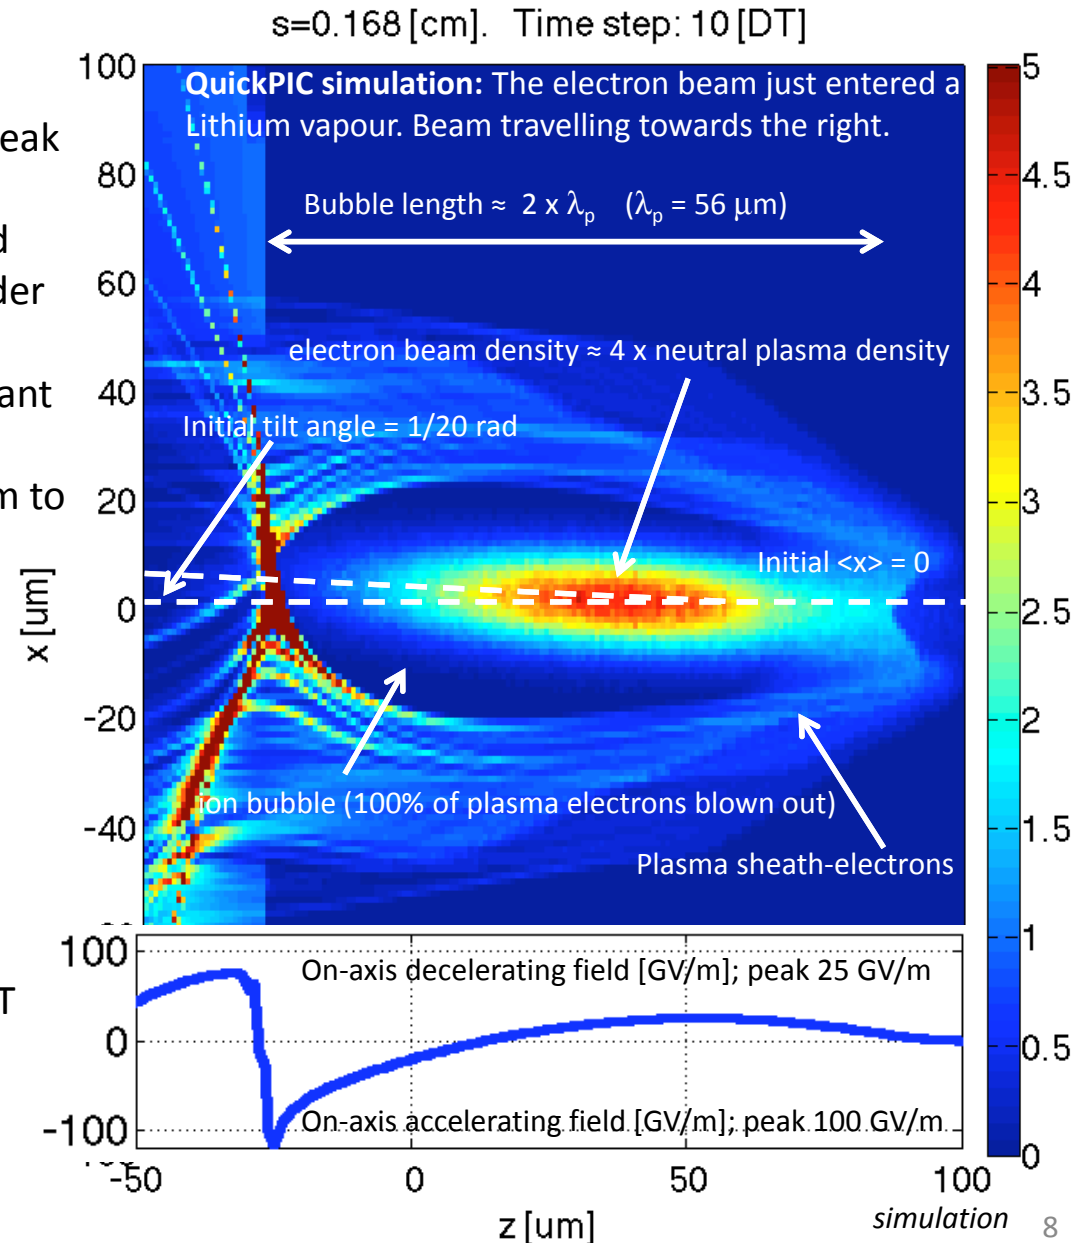 s=0.168 [cm]. Time step: 10 [DT]
QuickPIC simulation: The electron beam just entered a
Lithium vapour. Beam travelling towards the right.
Bubble length ≈ 2 x λp (λp = 56 μm)
electron beam density ≈ 4 x neutral plasma density
Initial tilt angle = 1/20 rad
Initial <x> = 0
ion bubble (100% of plasma electrons blown out)
Plasma sheath-electrons
x [um]
100
80
60
40
20
0
-20
-40
5
4.5
4
3.5
3
2.5
2
1.5
1
0.5
0
eak
d
der
ant
m to
T
On-axis decelerating field [GV/m]; peak 25 GV/m
On-axis accelerating field [GV/m]; peak 100 GV/m
100
0
-100
-50
0
50
100
z [um]
simulation
8